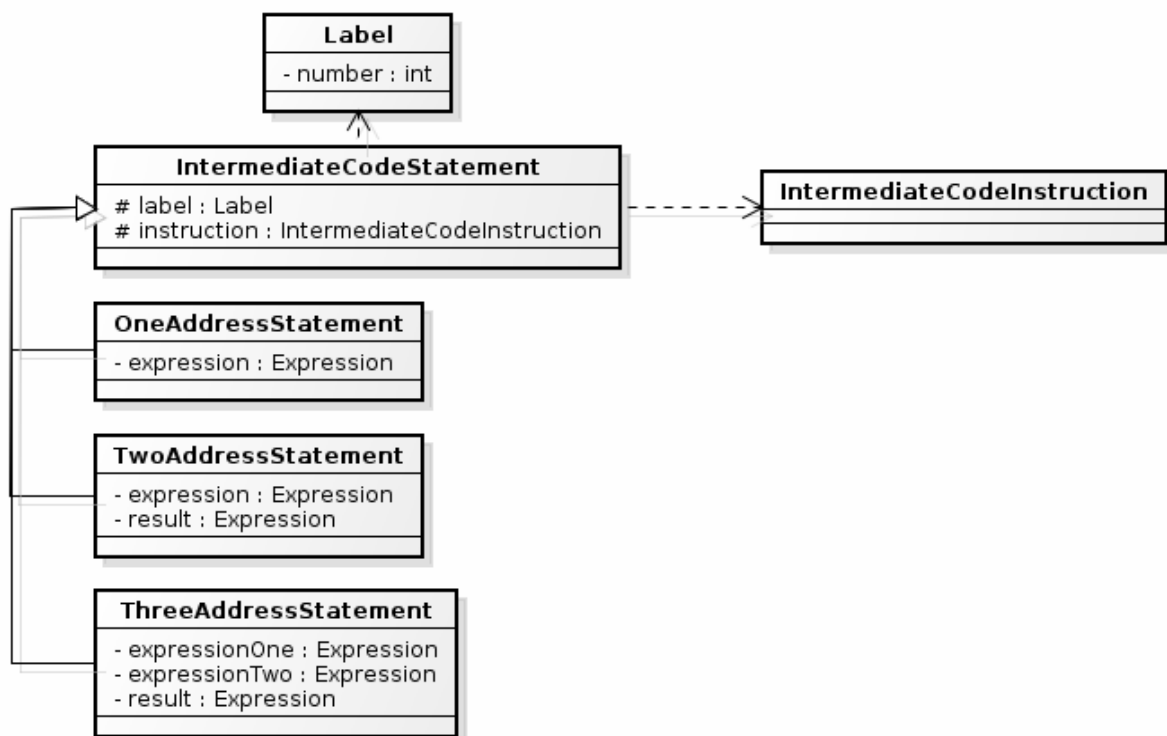 Label
- number : int
IntermediateCodeStatement
# label : Label
# instruction : IntermediateCodeInstruction
IntermediateCodeInstruction
OneAddressStatement
- expression : Expression
TwoAddressStatement
- expression : Expression
- result : Expression
ThreeAddressStatement
- expressionOne : Expression
- expressionTwo : Expression
- result : Expression